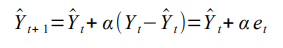 Ŷ_{t+1} = Ŷ_t + α(Y_t − Ŷ_t) = Ŷ_t + α e_t